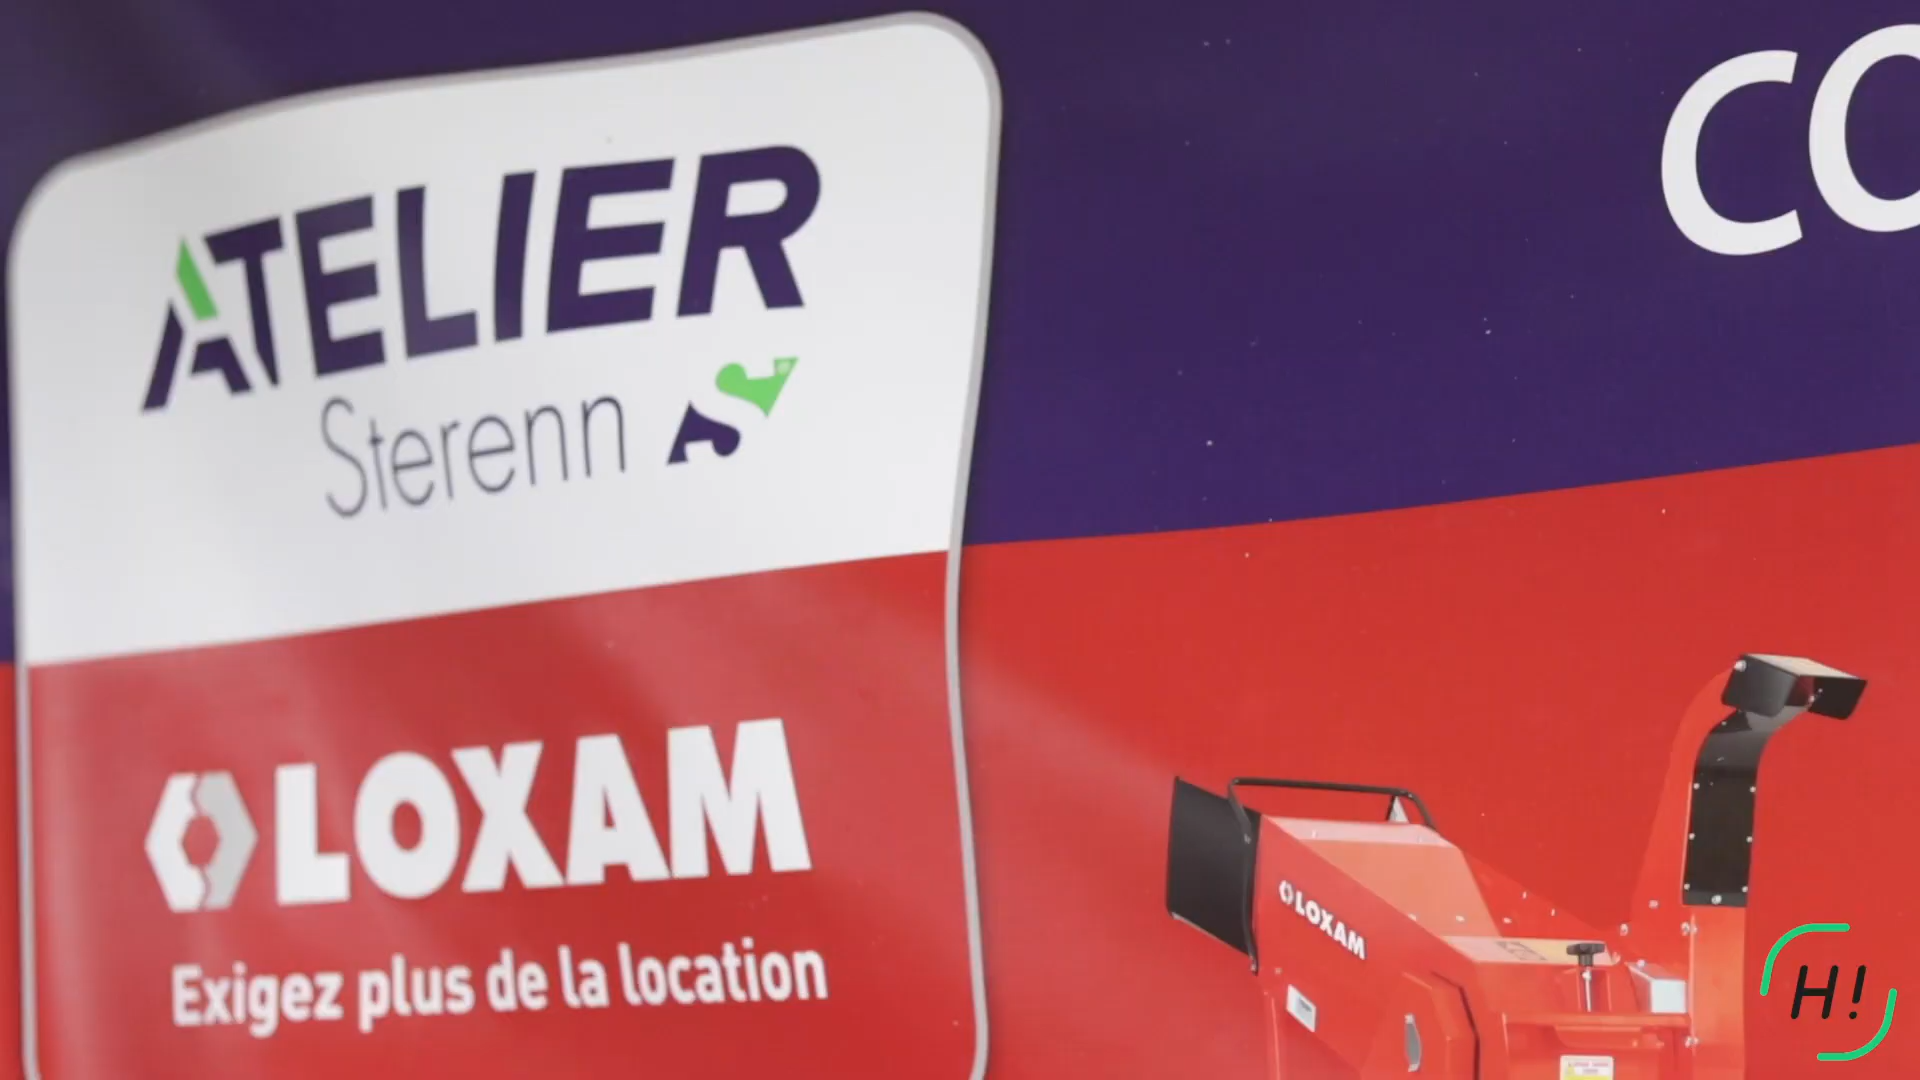 ATELIER
Sterenn
LOXAM
Exigez plus de la location
CO
LOXAM
H!